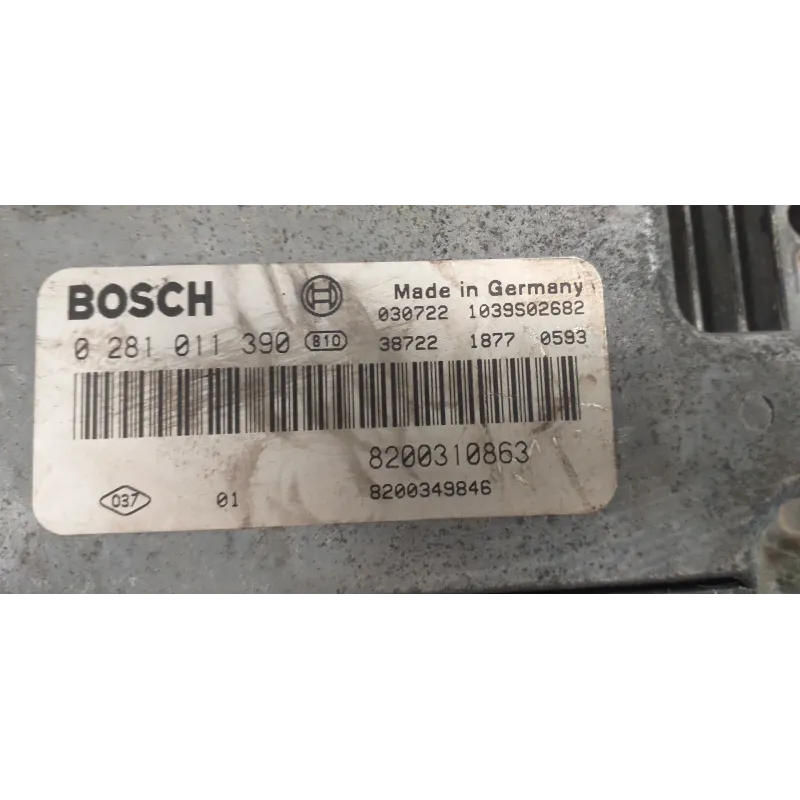 BOSCH
Made in Germany
030722 1039S02682
0 281 011 390 810
38722 1877 0593
8200310863
037 01
8200349846